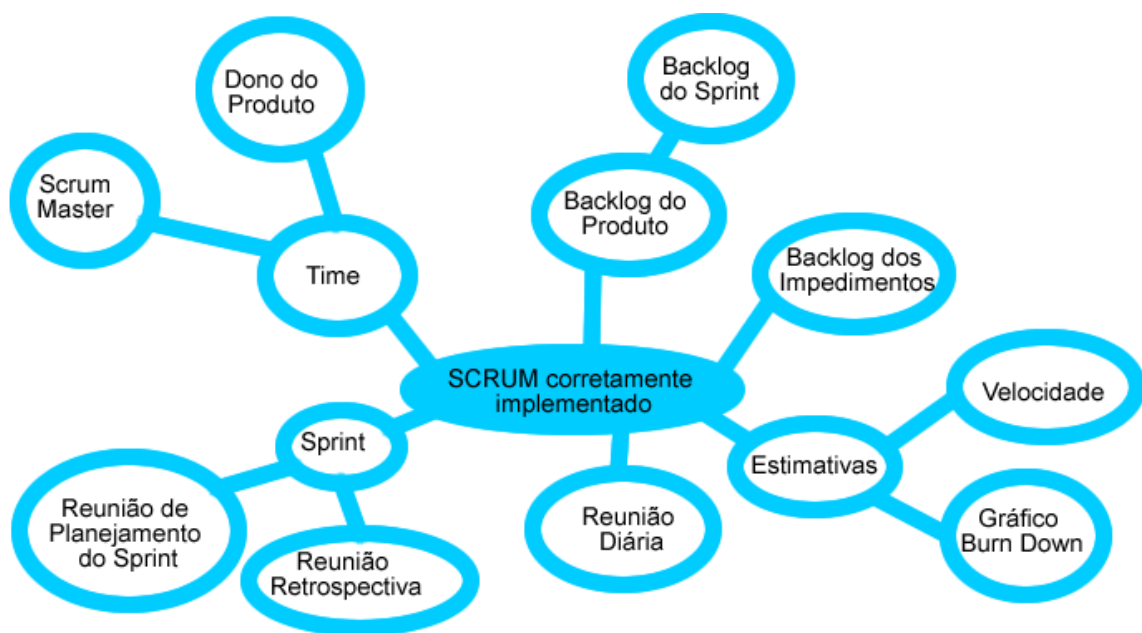 Dono do
Produto
Backlog
do Sprint
Scrum
Master
Backlog do
Produto
Time
Backlog dos
Impedimentos
SCRUM corretamente
implementado
Velocidade
Sprint
Estimativas
Reunião de
Planejamento
do Sprint
Reunião
Retrospectiva
Reunião
Diária
Gráfico
Burn Down